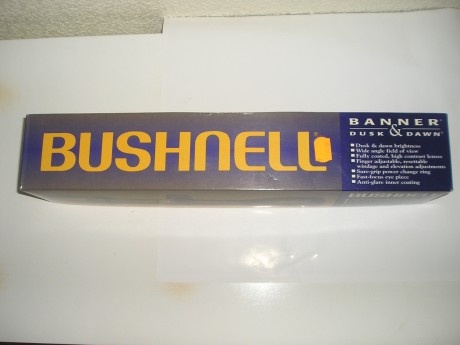 BUSHNELL
BANNER®
DUSK & DAWN®
Dusk & dawn brightness
Wide angle field of view
Fully coated, high contrast lenses
Finger adjustable, resettable
windage and elevation adjustments
Sure-grip power change ring
Fast-focus eye piece
Anti-glare inner coating
BUSHNELL